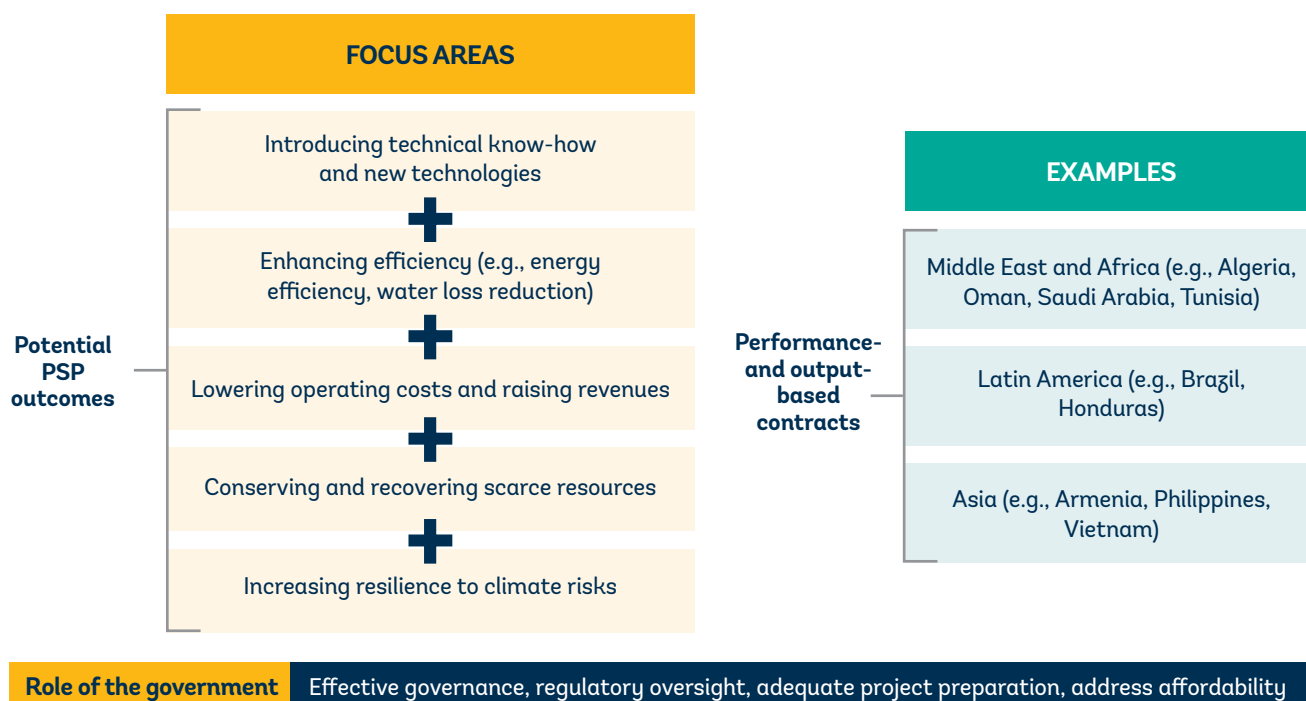 FOCUS AREAS
Potential
PSP
outcomes
Introducing technical know-how
and new technologies
Enhancing efficiency (e.g., energy
efficiency, water loss reduction)
Lowering operating costs and raising revenues
Conserving and recovering scarce resources
Increasing resilience to climate risks
EXAMPLES
Performance-
and output-
based
contracts
Middle East and Africa (e.g., Algeria,
Oman, Saudi Arabia, Tunisia)
Latin America (e.g., Brazil,
Honduras)
Asia (e.g., Armenia, Philippines,
Vietnam)
Role of the government
Effective governance, regulatory oversight, adequate project preparation, address affordability